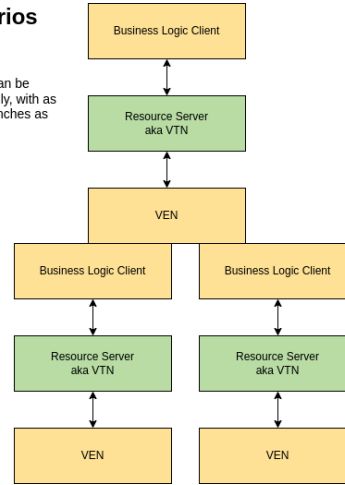 rios
an be
ly, with as
nches as
Business Logic Client
Resource Server
aka VTN
VEN
Business Logic Client
Business Logic Client
Resource Server
aka VTN
Resource Server
aka VTN
VEN
VEN